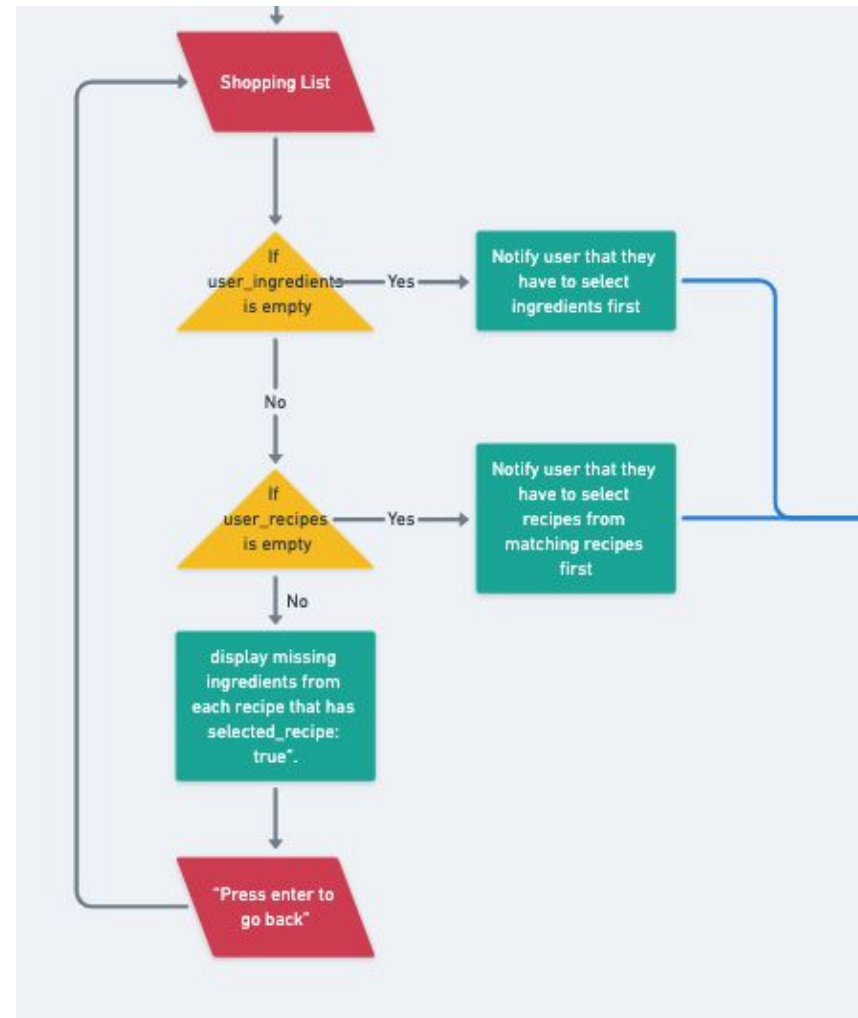 Shopping List
If
user_ingredients
is empty
Yes
Notify user that they
have to select
ingredients first
No
If
user_recipes
is empty
Yes
Notify user that they
have to select
recipes from
matching recipes
first
No
display missing
ingredients from
each recipe that has
selected_recipe:
true".
"Press enter to
go back"